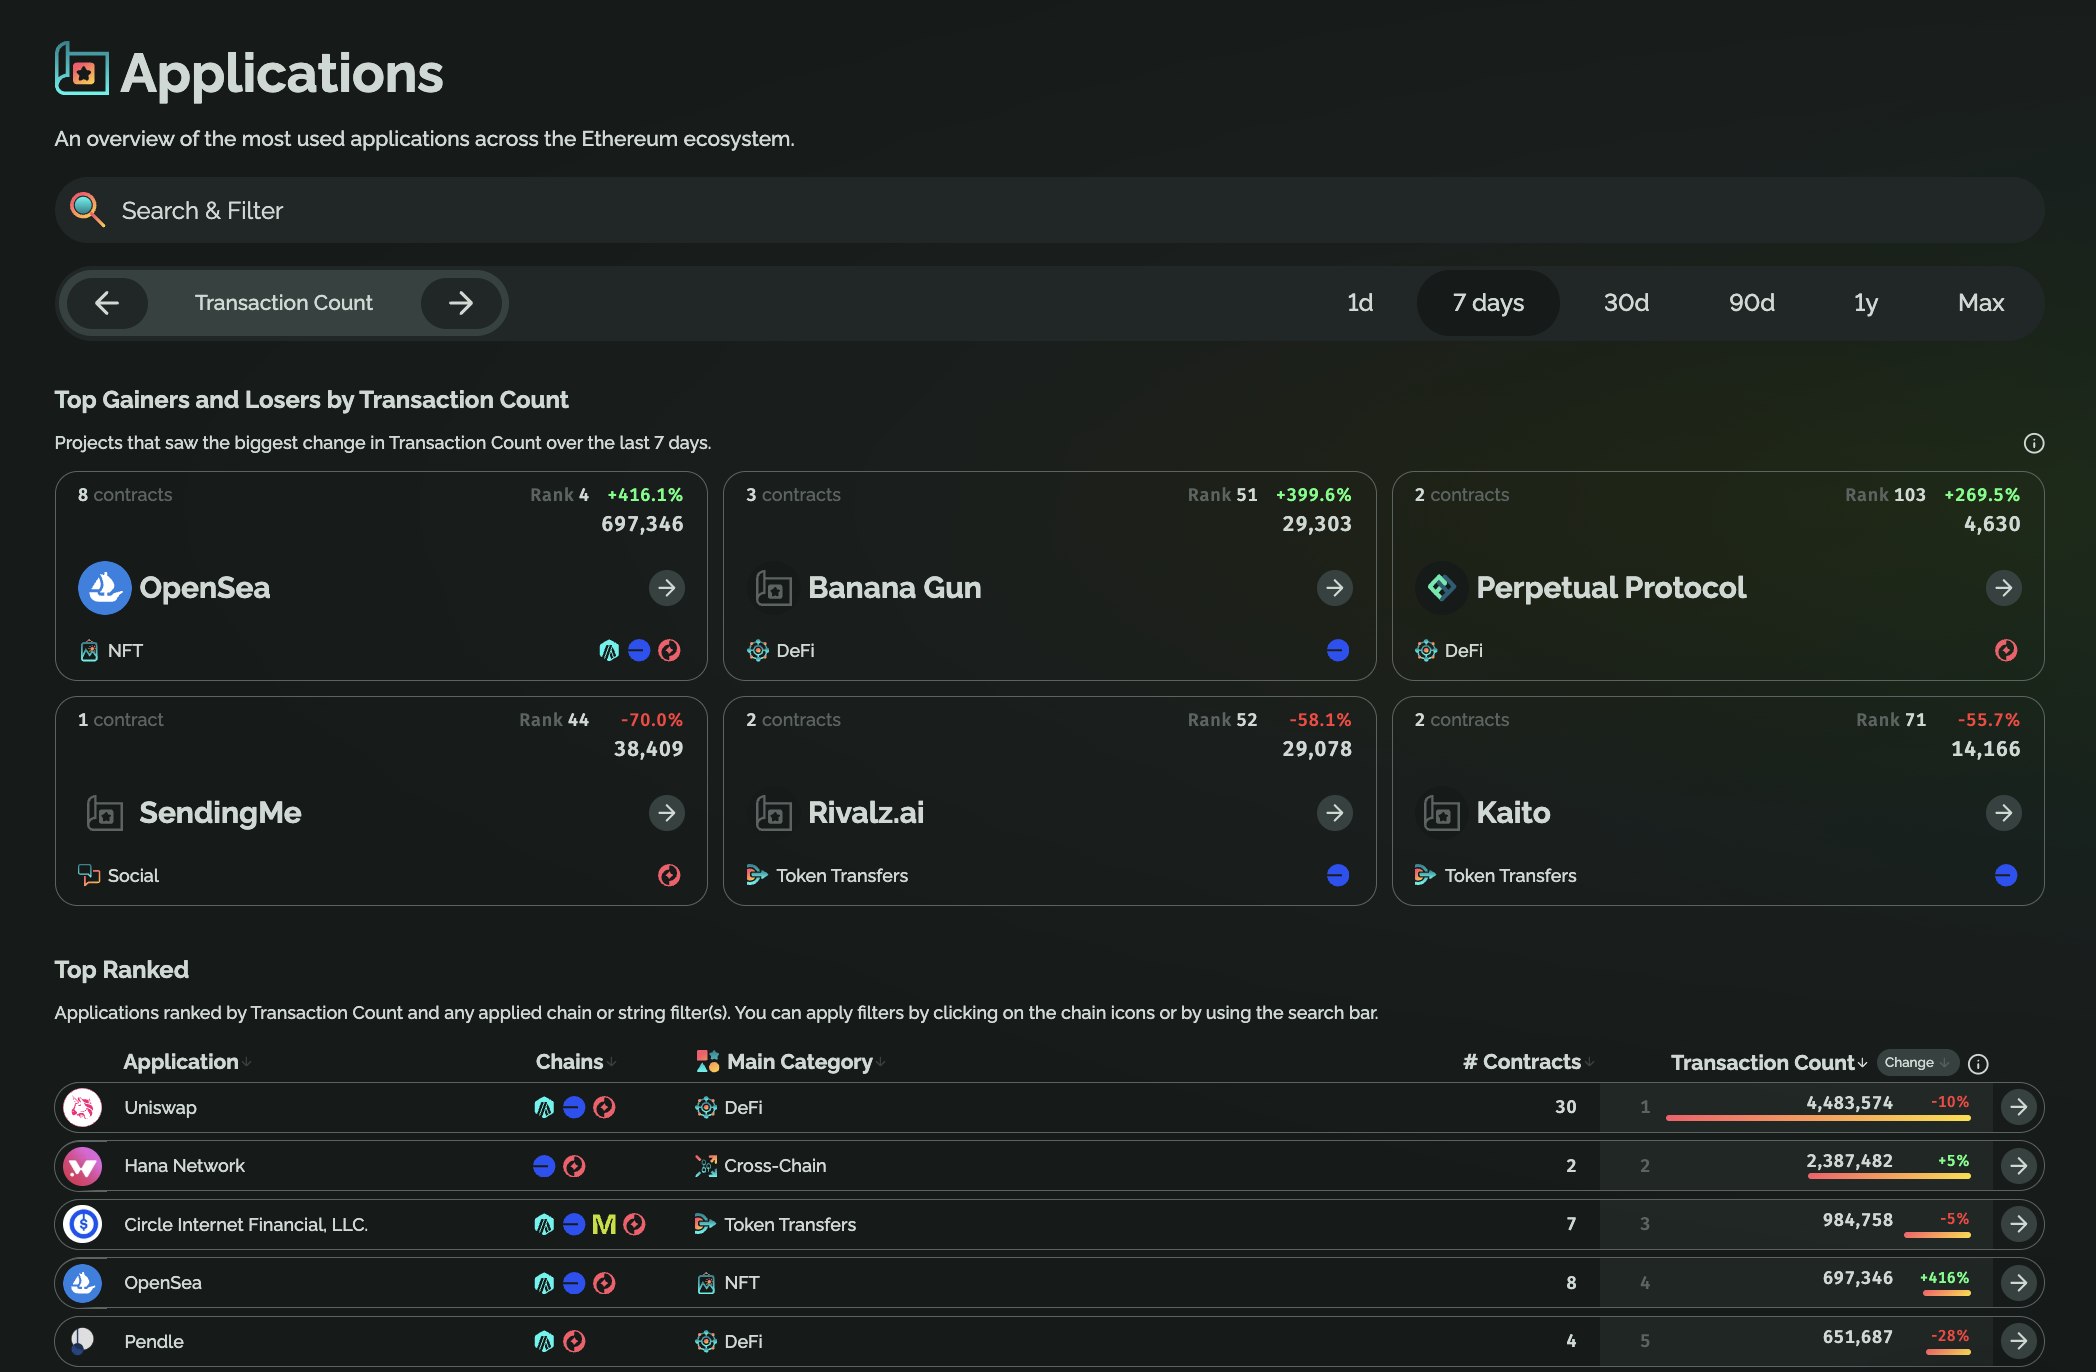 Applications
An overview of the most used applications across the Ethereum ecosystem.
Search & Filter
Transaction Count
1d 7 days 30d 90d 1y Max
Top Gainers and Losers by Transaction Count
Projects that saw the biggest change in Transaction Count over the last 7 days.
8 contracts Rank 4 +416.1%
697,346
OpenSea
NFT
3 contracts Rank 51 +399.6%
29,303
Banana Gun
DeFi
2 contracts Rank 103 +269.5%
4,630
Perpetual Protocol
DeFi
1 contract Rank 44 -70.0%
38,409
SendingMe
Social
2 contracts Rank 52 -58.1%
29,078
Rivalz.ai
Token Transfers
2 contracts Rank 71 -55.7%
14,166
Kaito
Token Transfers
Top Ranked
Applications ranked by Transaction Count and any applied chain or string filter(s). You can apply filters by clicking on the chain icons or by using the search bar.
Application Chains Main Category # Contracts Transaction Count Change
Uniswap DeFi 30 1 4,483,574 -10%
Hana Network Cross-Chain 2 2 2,387,482 +5%
Circle Internet Financial, LLC. Token Transfers 7 3 984,758 -5%
OpenSea NFT 8 4 697,346 +416%
Pendle DeFi 4 5 651,687 -28%